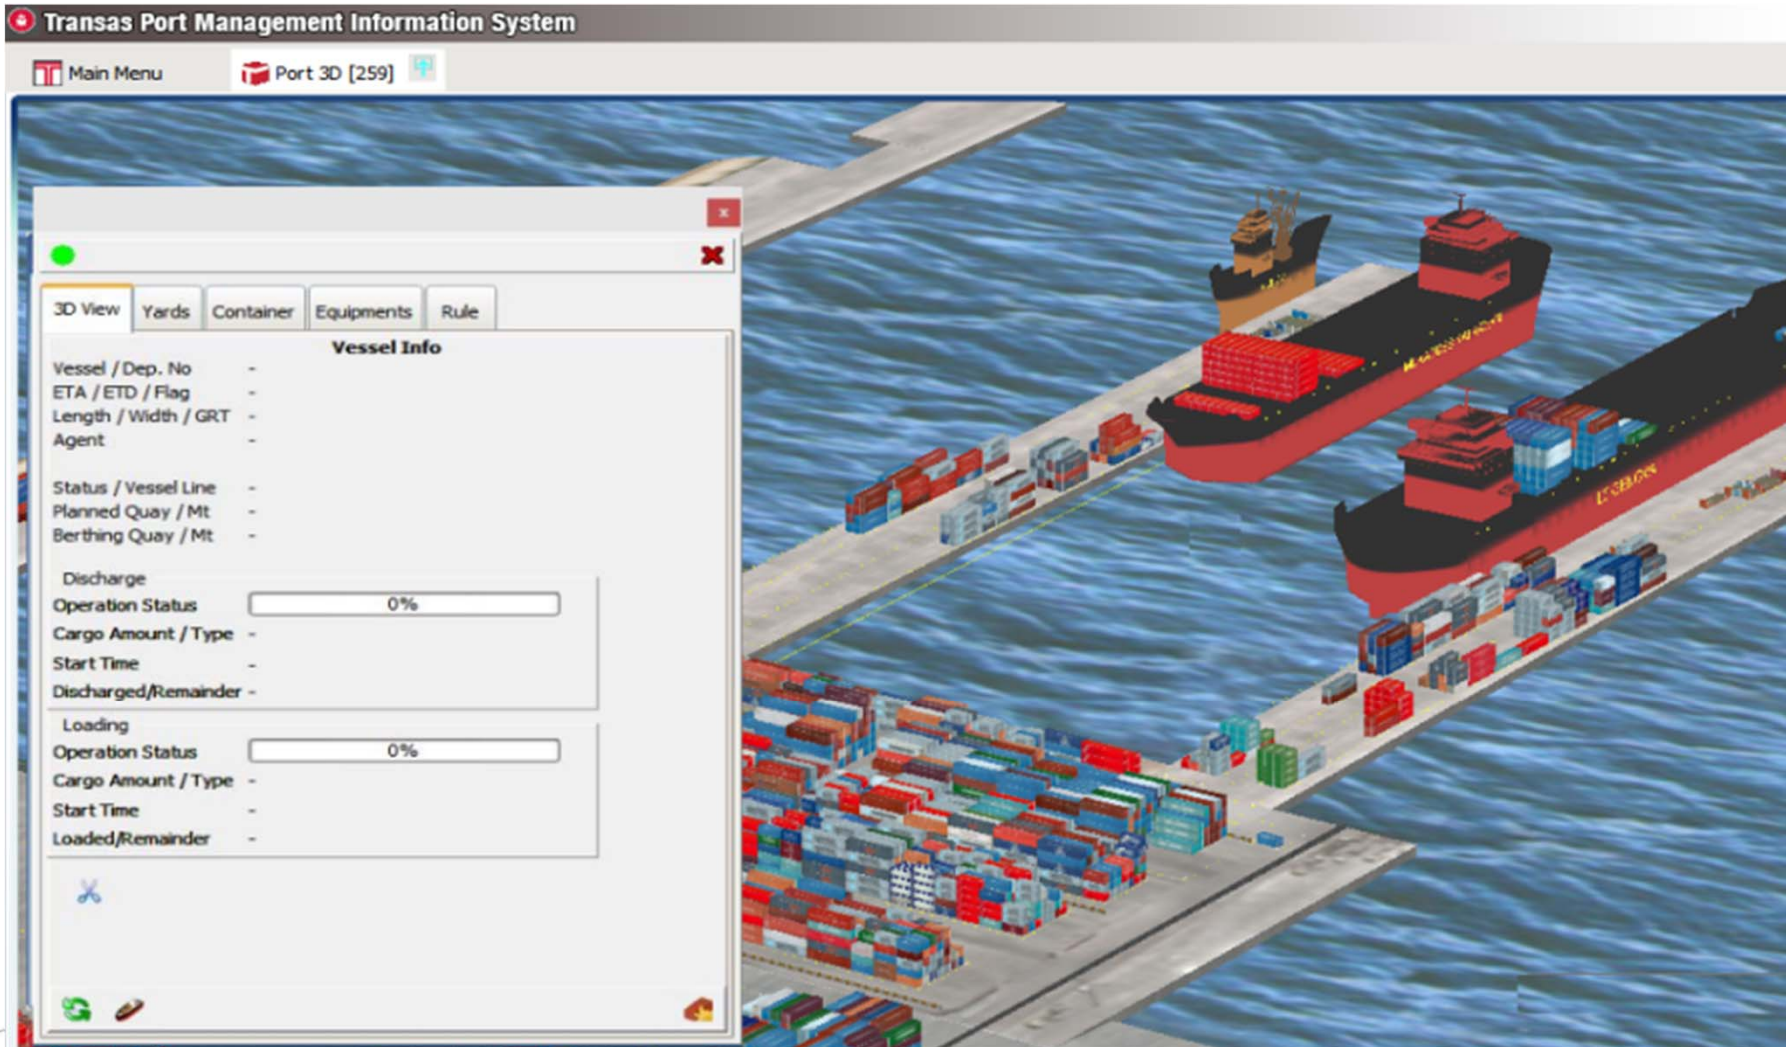 Transas Port Management Information System
Main Menu
Port 3D [259]
3D View Yards Container Equipments Rule
Vessel Info
Vessel / Dep. No -
ETA / ETD / Flag -
Length / Width / GRT -
Agent -
Status / Vessel Line -
Planned Quay / Mt -
Berthing Quay / Mt -
Discharge
Operation Status 0%
Cargo Amount / Type -
Start Time -
Discharged/Remainder -
Loading
Operation Status 0%
Cargo Amount / Type -
Start Time -
Loaded/Remainder -